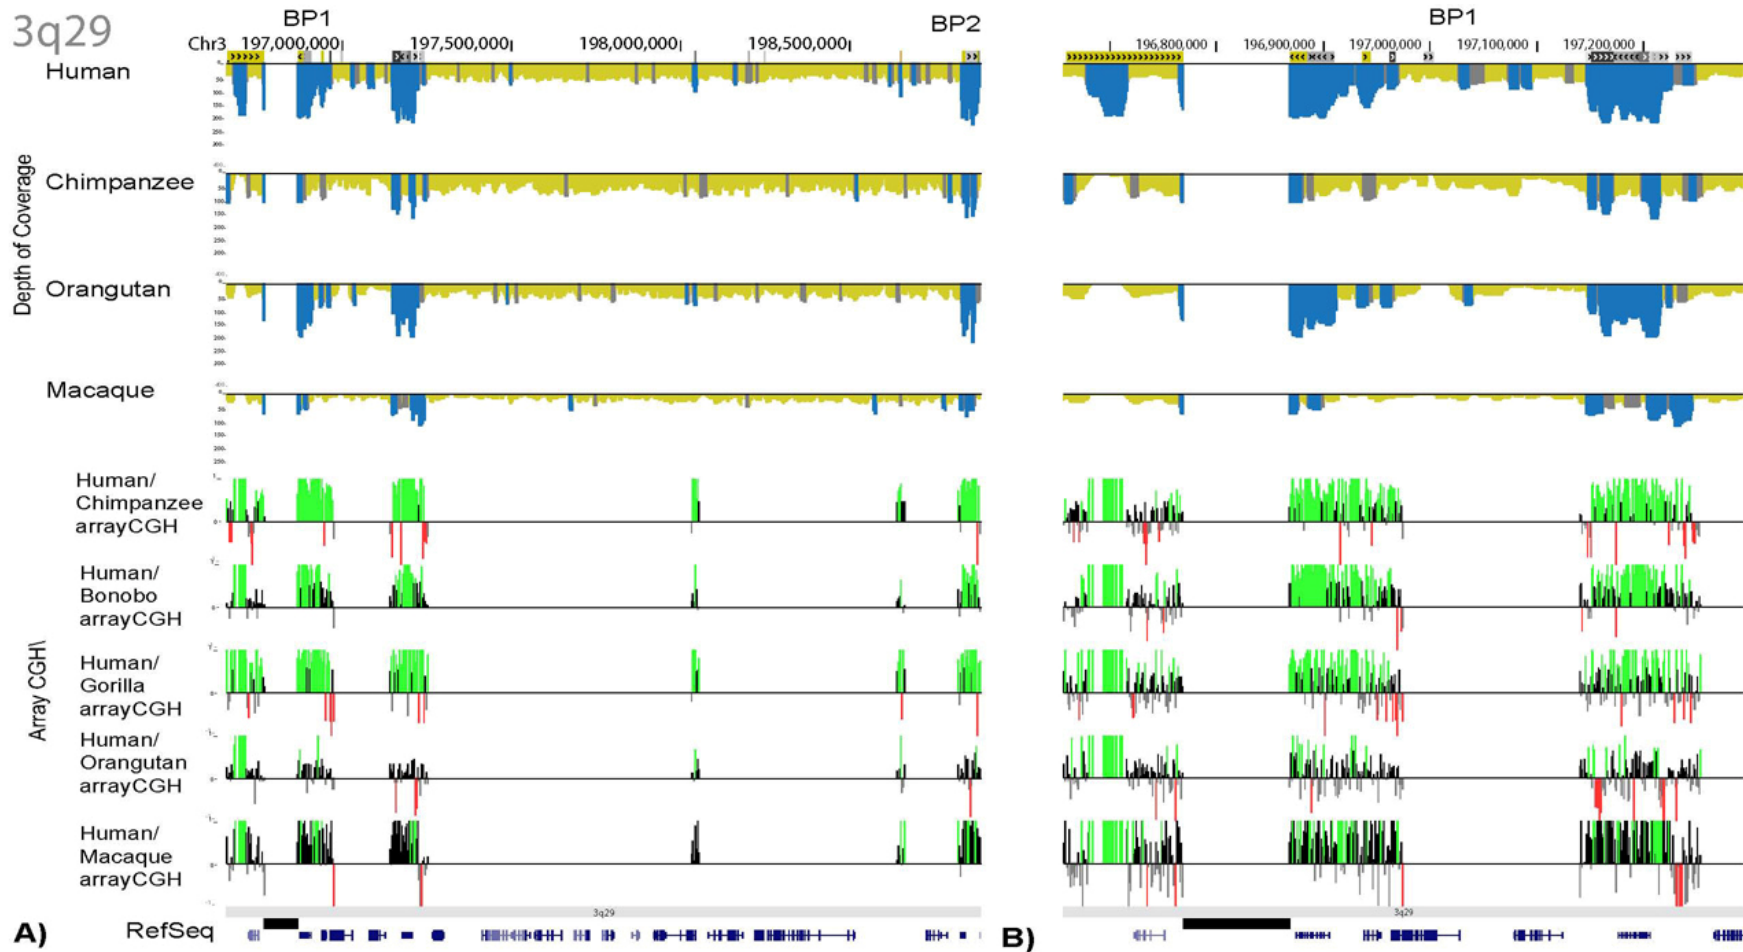 3q29
BP1
BP2
Chr3 197,000,000 197,500,000 198,000,000 198,500,000
BP1
196,800,000 196,900,000 197,000,000 197,100,000 197,200,000
Depth of Coverage
Human
Chimpanzee
Orangutan
Macaque
Array CGH\
Human/
Chimpanzee
arrayCGH
Human/
Bonobo
arrayCGH
Human/
Gorilla
arrayCGH
Human/
Orangutan
arrayCGH
Human/
Macaque
arrayCGH
3q29
3q29
A)
RefSeq
B)